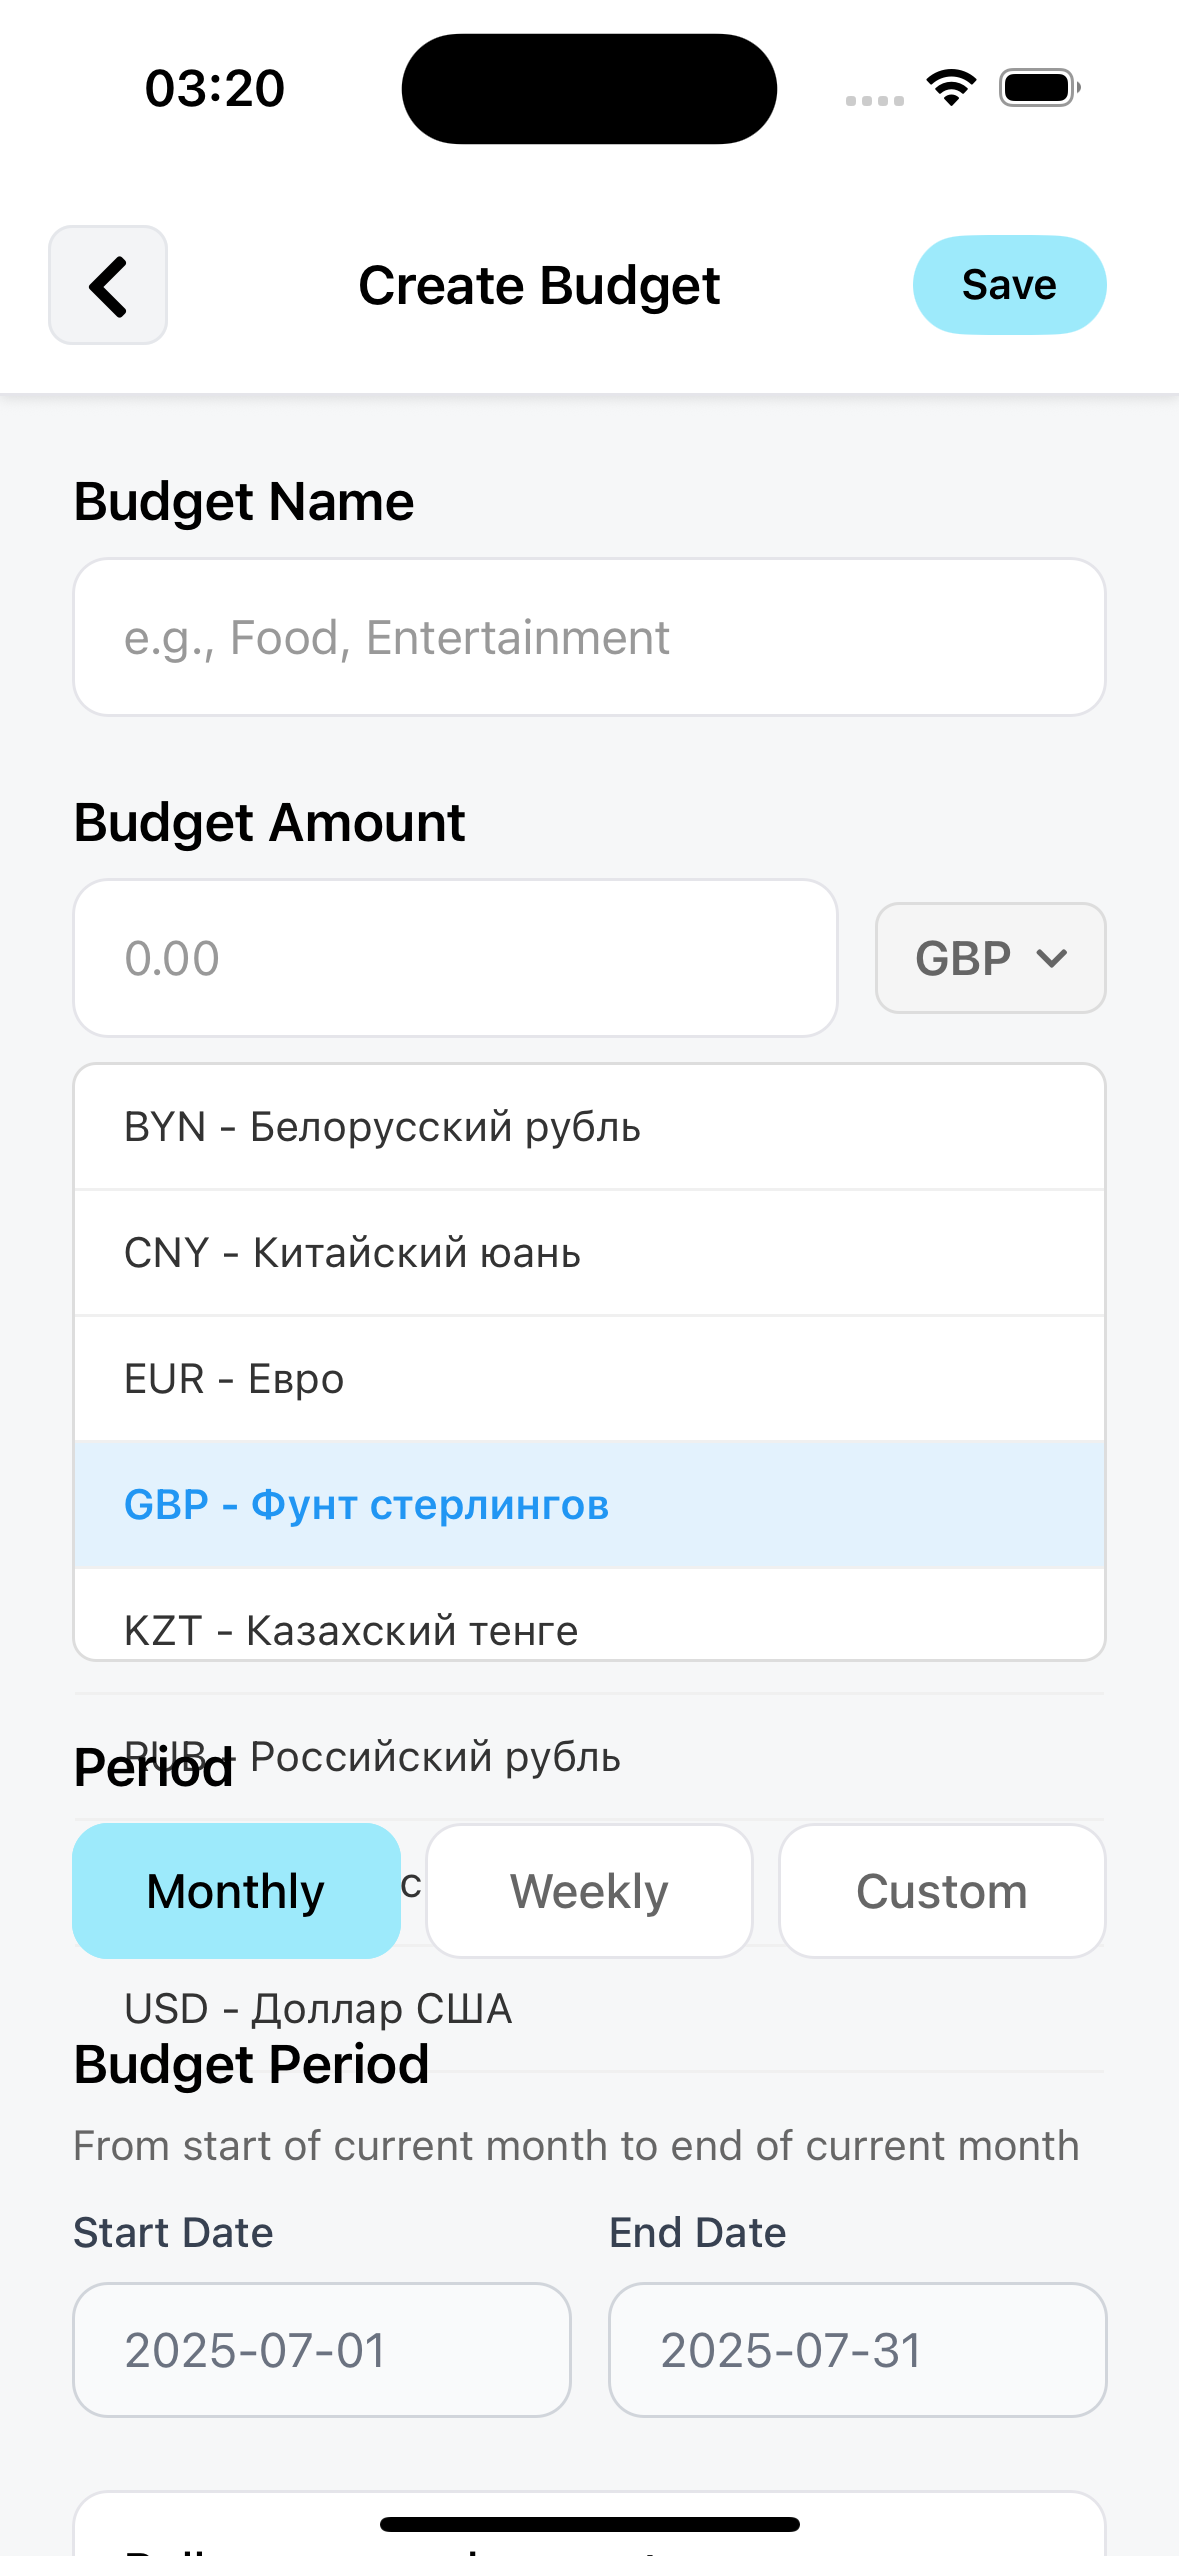 03:20
Create Budget
Save
Budget Name
e.g., Food, Entertainment
Budget Amount
0.00
GBP
BYN - Белорусский рубль
CNY - Китайский юань
EUR - Евро
GBP - Фунт стерлингов
KZT - Казахский тенге
RUB - Российский рубль
Period
Monthly
Weekly
Custom
USD - Доллар США
Budget Period
From start of current month to end of current month
Start Date
End Date
2025-07-01
2025-07-31